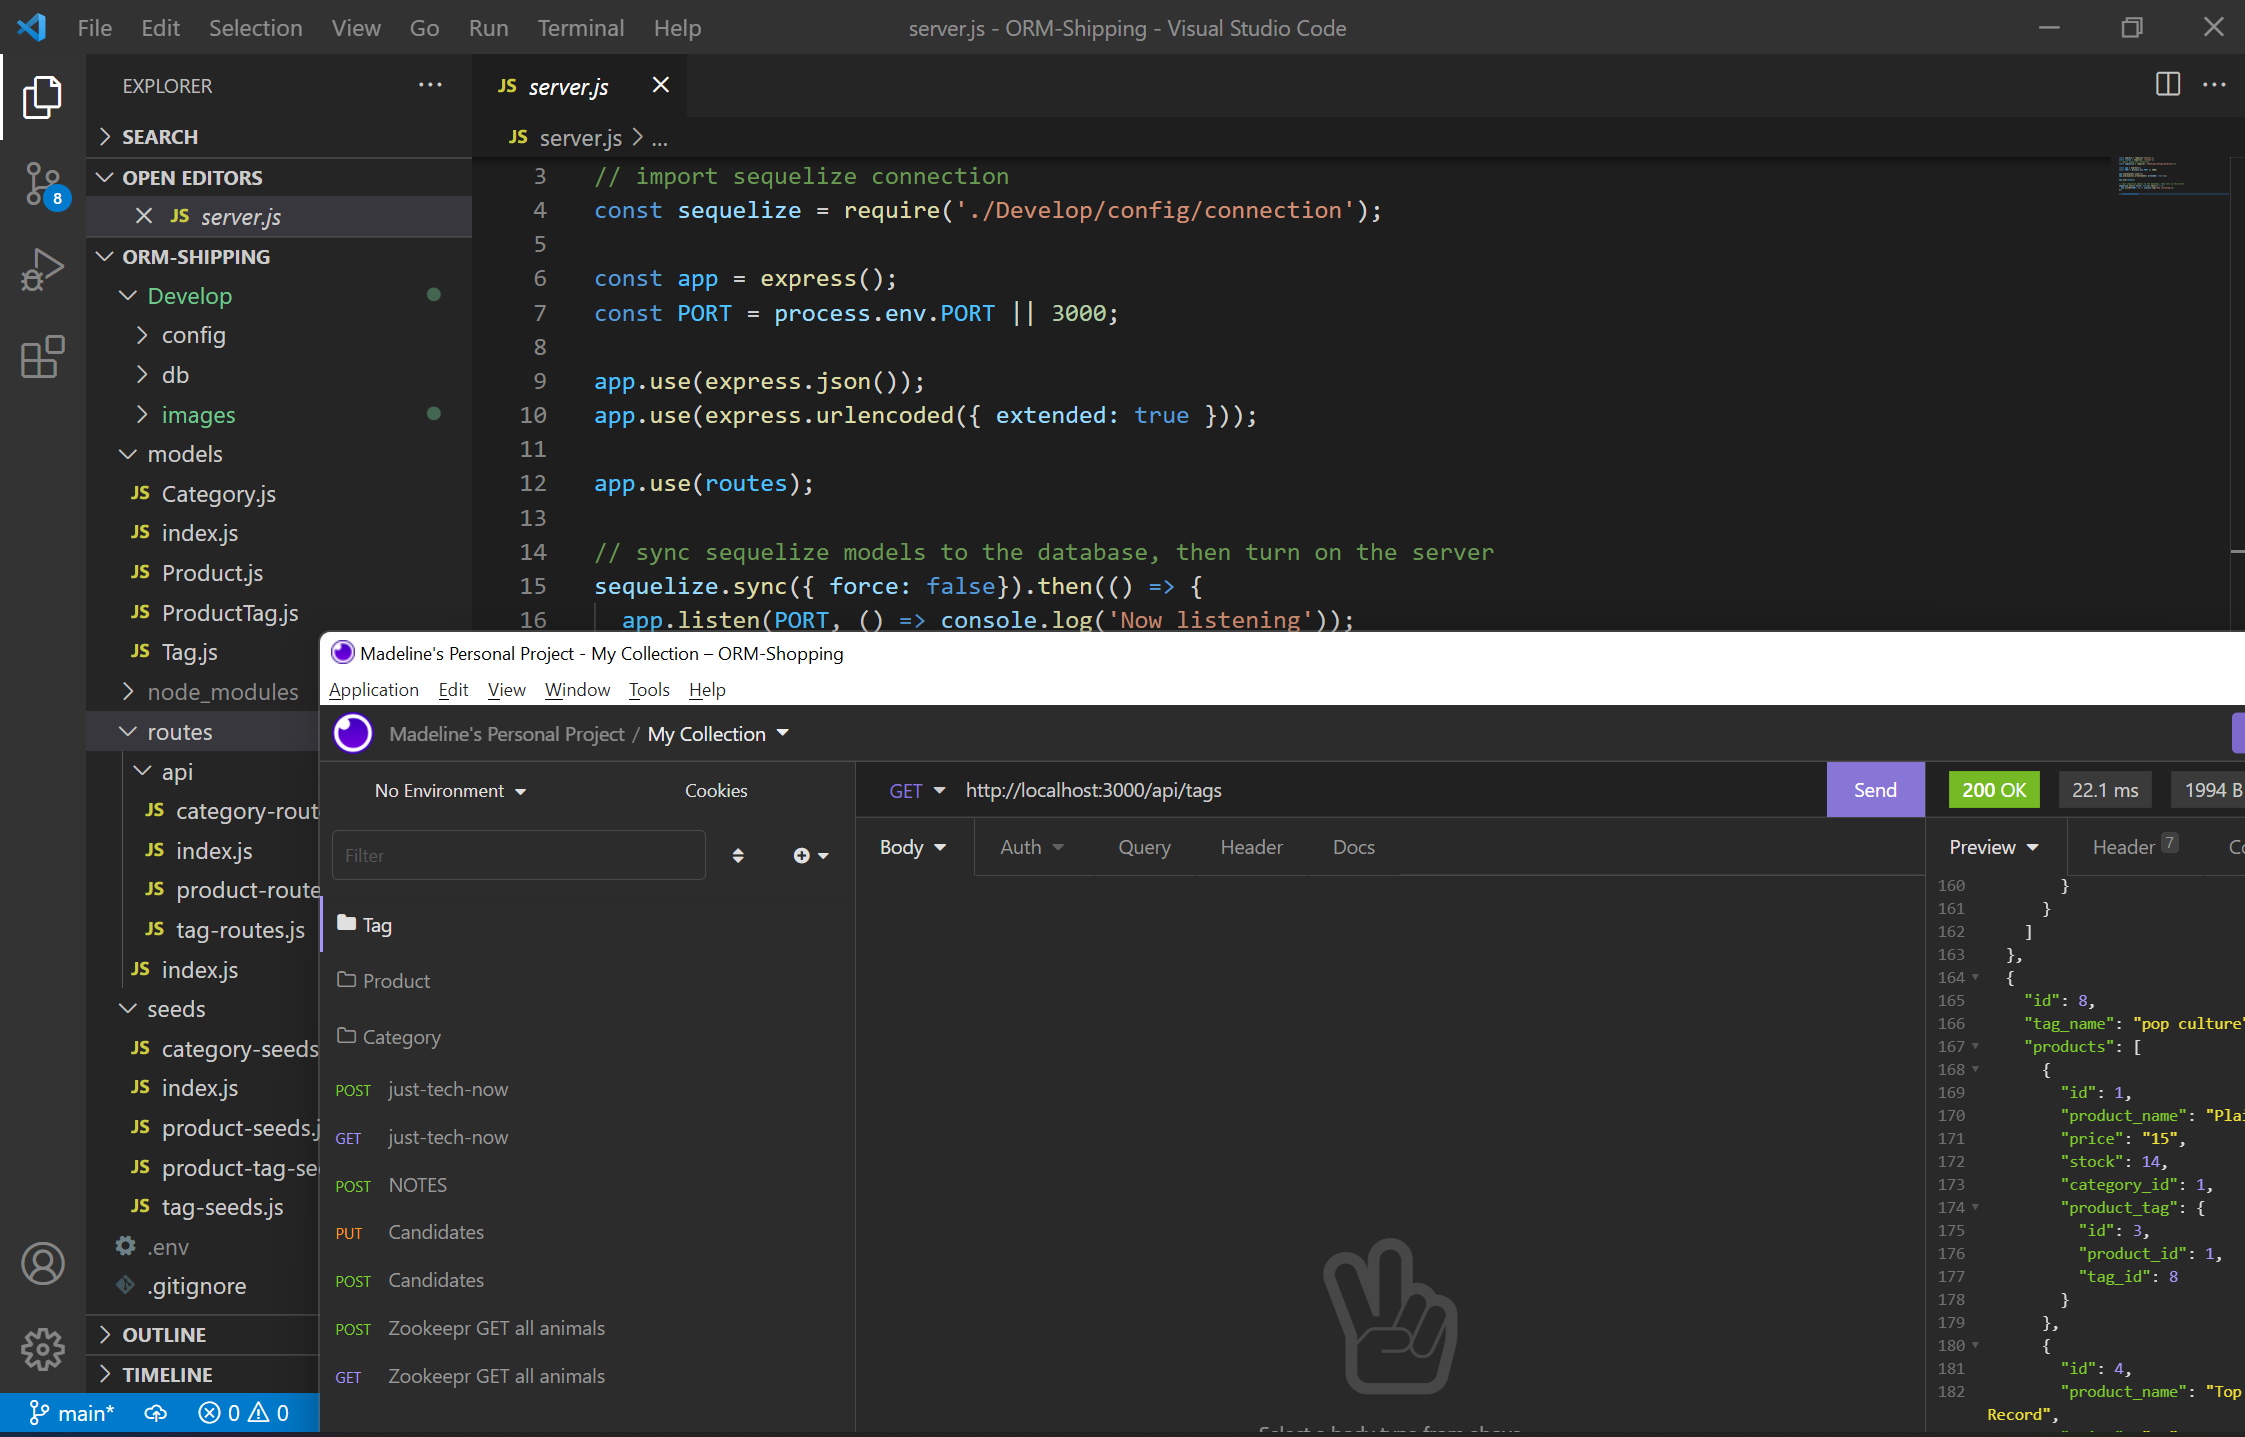 File Edit Selection View Go Run Terminal Help server.js - ORM-Shipping - Visual Studio Code
EXPLORER
SEARCH
OPEN EDITORS
JS server.js
ORM-SHIPPING
Develop
config
db
images
models
JS Category.js
JS index.js
JS Product.js
JS ProductTag.js
JS Tag.js
node_modules
routes
api
JS category-rout
JS index.js
JS product-route
JS tag-routes.js
JS index.js
seeds
JS category-seeds
JS index.js
JS product-seeds.j
JS product-tag-see
JS tag-seeds.js
.env
.gitignore
OUTLINE
TIMELINE
8
main* 0 0
JS server.js
JS server.js > ...
3 // import sequelize connection
4 const sequelize = require('./Develop/config/connection');
5
6 const app = express();
7 const PORT = process.env.PORT || 3000;
8
9 app.use(express.json());
10 app.use(express.urlencoded({ extended: true }));
11
12 app.use(routes);
13
14 // sync sequelize models to the database, then turn on the server
15 sequelize.sync({ force: false}).then(() => {
16 app.listen(PORT, () => console.log('Now listening'));
Madeline's Personal Project - My Collection – ORM-Shopping
Application Edit View Window Tools Help
Madeline's Personal Project / My Collection
No Environment Cookies
Filter
Tag
Product
Category
POST just-tech-now
GET just-tech-now
POST NOTES
PUT Candidates
POST Candidates
POST Zookeepr GET all animals
GET Zookeepr GET all animals
GET http://localhost:3000/api/tags Send
Body Auth Query Header Docs
Select a body type from above
200 OK 22.1 ms 1994 B
Preview Header 7 Co
160 }
161 }
162 ]
163 },
164 {
165 "id": 8,
166 "tag_name": "pop culture"
167 "products": [
168 {
169 "id": 1,
170 "product_name": "Plai
171 "price": "15",
172 "stock": 14,
173 "category_id": 1,
174 "product_tag": {
175 "id": 3,
176 "product_id": 1,
177 "tag_id": 8
178 }
179 },
180 {
181 "id": 4,
182 "product_name": "Top
Record",